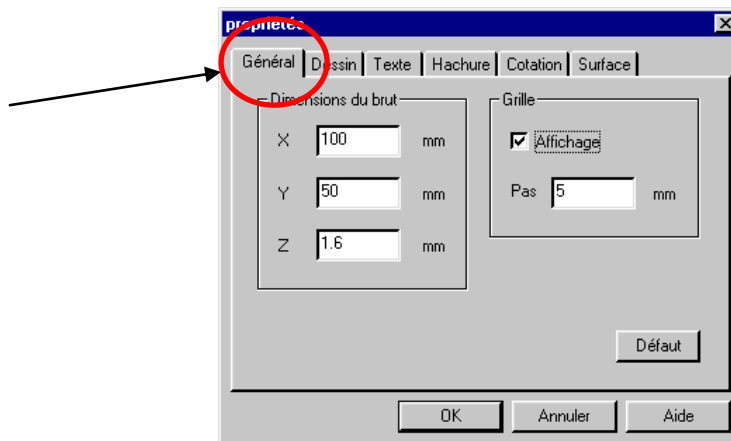 propriétés
Général Dessin Texte Hachure Cotation Surface
Dimensions du brut
X 100 mm
Y 50 mm
Z 1.6 mm
Grille
Affichage
Pas 5 mm
Défaut
OK Annuler Aide